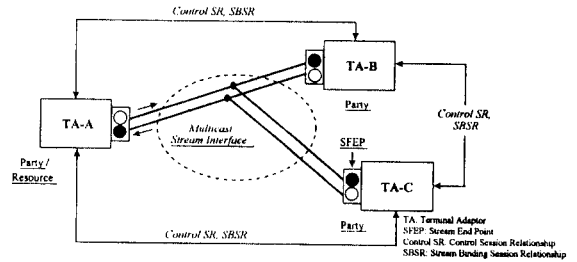 Control SR, SBSR
TA-B
Party
TA-A
Party /
Resource
Multicast
Stream Interface
Control SR,
SBSR
SFEP
TA-C
Party
Control SR, SBSR
TA: Terminal Adaptor
SFEP: Stream End Point
Control SR: Control Session Relationship
SBSR: Stream Binding Session Relationship